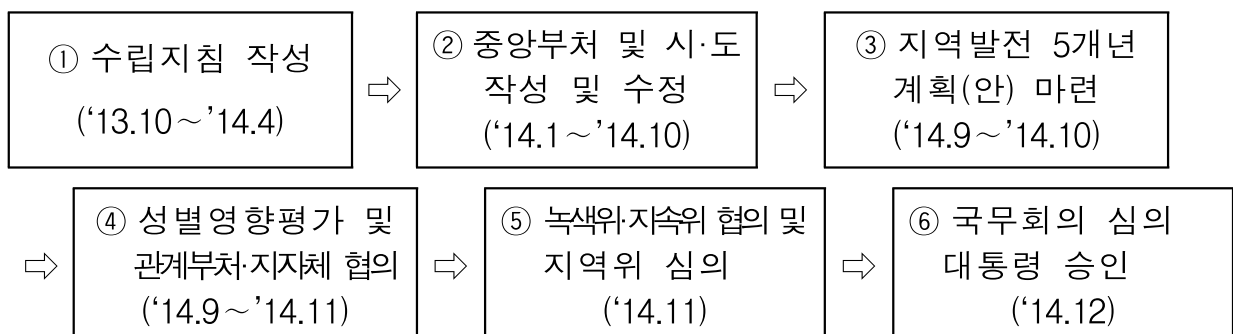 ① 수립지침 작성
(‘13.10～’14.4)
⇨
② 중앙부처 및 시·도
작성 및 수정
(‘14.1～’14.10)
⇨
③ 지역발전 5개년
계획(안) 마련
(‘14.9～’14.10)
⇨
④ 성별영향평가 및
관계부처·지자체 협의
(‘14.9～’14.11)
⇨
⑤ 녹색위·지속위 협의 및
지역위 심의
(‘14.11)
⇨
⑥ 국무회의 심의
대통령 승인
(‘14.12)